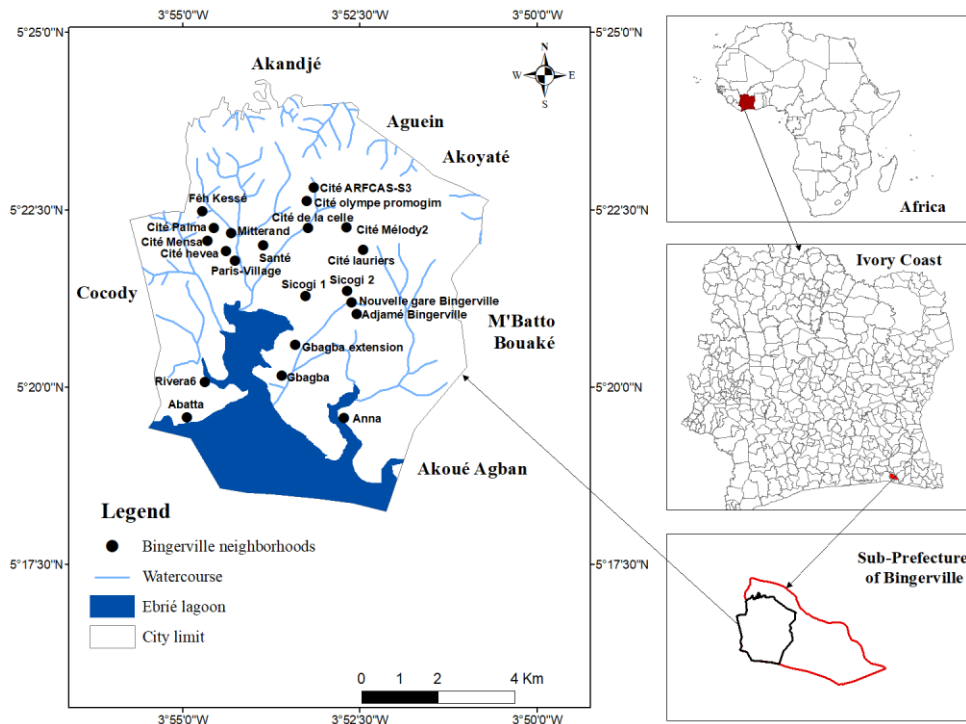 3°55'0"W
3°52'30"W
3°50'0"W
5°25'0"N
5°25'0"N
Akandjé
N
W E
S
Aguein
Akoyaté
Cité ARFCAS-S3
Cité olympe promogim
Féh Kessé
Cité de la celle
5°22'30"N
5°22'30"N
Cité Palma
Mitterrand
Cité Mélody2
Cité Mensa
Cité hevea
Santé
Cité lauriers
Paris-Village
Sicogi 1
Sicogi 2
Cocody
Nouvelle gare Bingerville
Adjamé Bingerville
M'Batto
Bouaké
Gbagba extension
5°20'0"N
5°20'0"N
Rivera6
Gbagba
Abatta
Anna
Akoué Agban
Legend
Bingerville neighborhoods
Watercourse
Ebrié lagoon
City limit
5°17'30"N
5°17'30"N
0 1 2 4 Km
3°55'0"W
3°52'30"W
3°50'0"W
Africa
Ivory Coast
Sub-Prefecture
of Bingerville